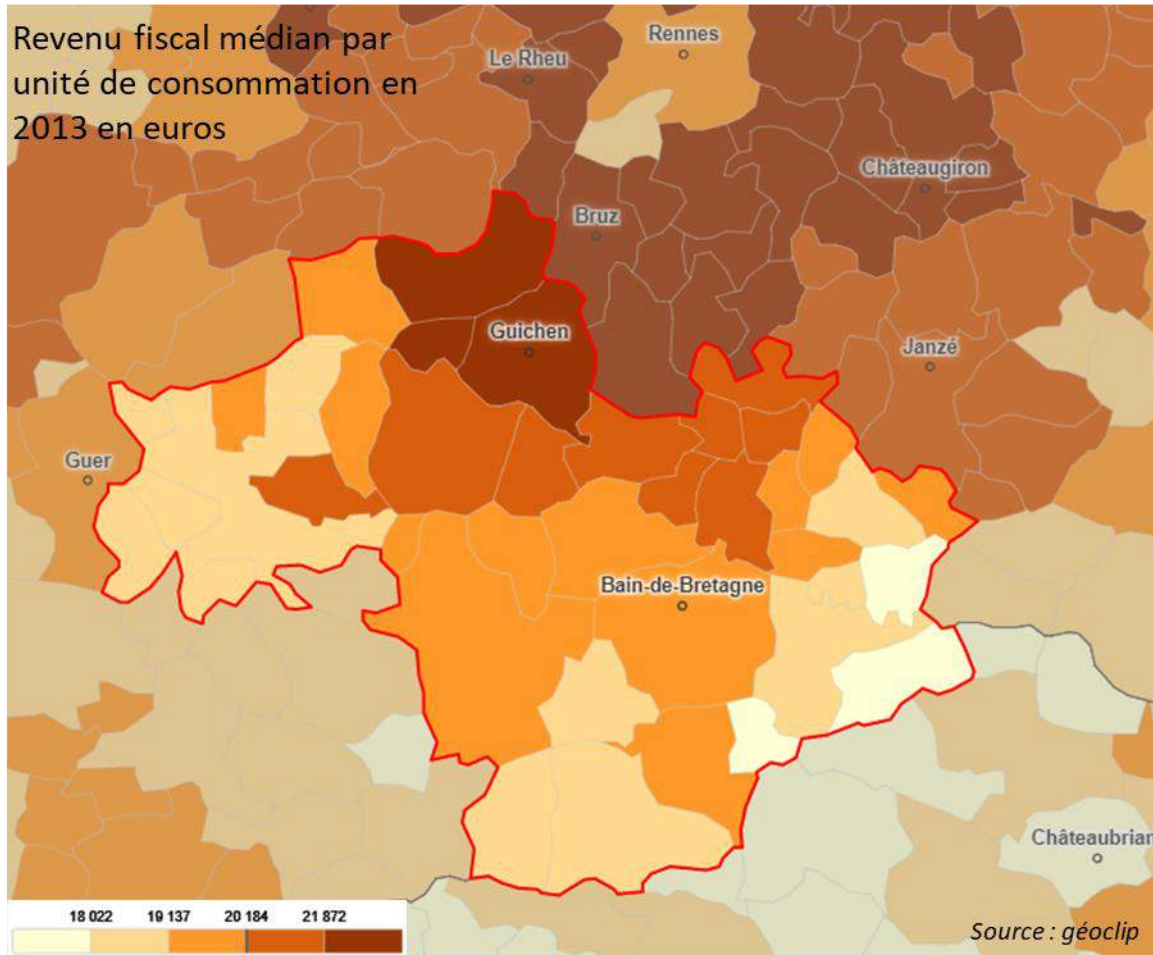 Revenu fiscal médian par
unité de consommation en
2013 en euros
Rennes
Le Rheu
Châteaugiron
Bruz
Guichen
Janzé
Guer
Bain-de-Bretagne
Châteaubrian
18 022 19 137 20 184 21 872
Source : géoclip